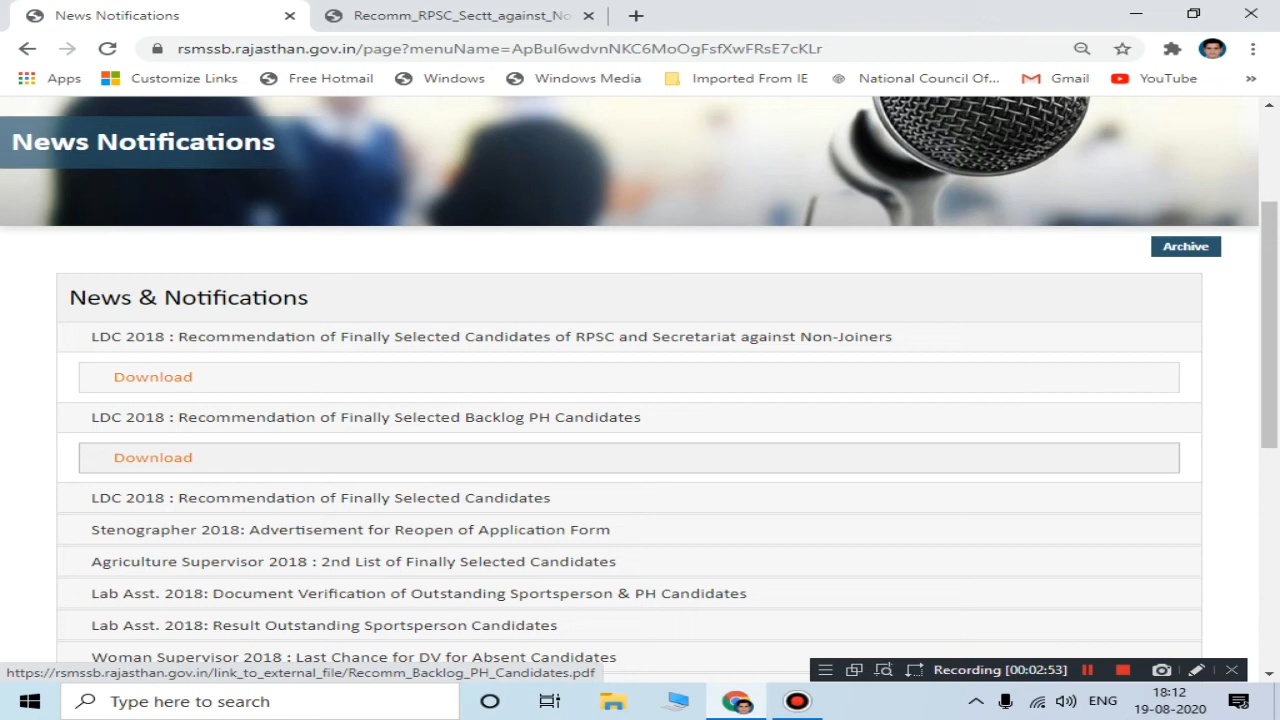 News Notifications
Recomm_RPSC_Sectt_against_No
rsmssb.rajasthan.gov.in/page?menuName=ApBuI6wdvnNKC6MoOgFsfXwFRsE7cKLr
Apps Customize Links Free Hotmail Windows Windows Media Imported From IE National Council Of... Gmail YouTube »
News Notifications
Archive
News & Notifications
LDC 2018 : Recommendation of Finally Selected Candidates of RPSC and Secretariat against Non-Joiners
Download
LDC 2018 : Recommendation of Finally Selected Backlog PH Candidates
Download
LDC 2018 : Recommendation of Finally Selected Candidates
Stenographer 2018: Advertisement for Reopen of Application Form
Agriculture Supervisor 2018 : 2nd List of Finally Selected Candidates
Lab Asst. 2018: Document Verification of Outstanding Sportsperson & PH Candidates
Lab Asst. 2018: Result Outstanding Sportsperson Candidates
Woman Supervisor 2018 : Last Chance for DV for Absent Candidates
https://rsmssb.rajasthan.gov.in/link_to_external_file/Recomm_Backlog_PH_Candidates.pdf
Recording [00:02:53]
Type here to search
ENG
18:12
19-08-2020